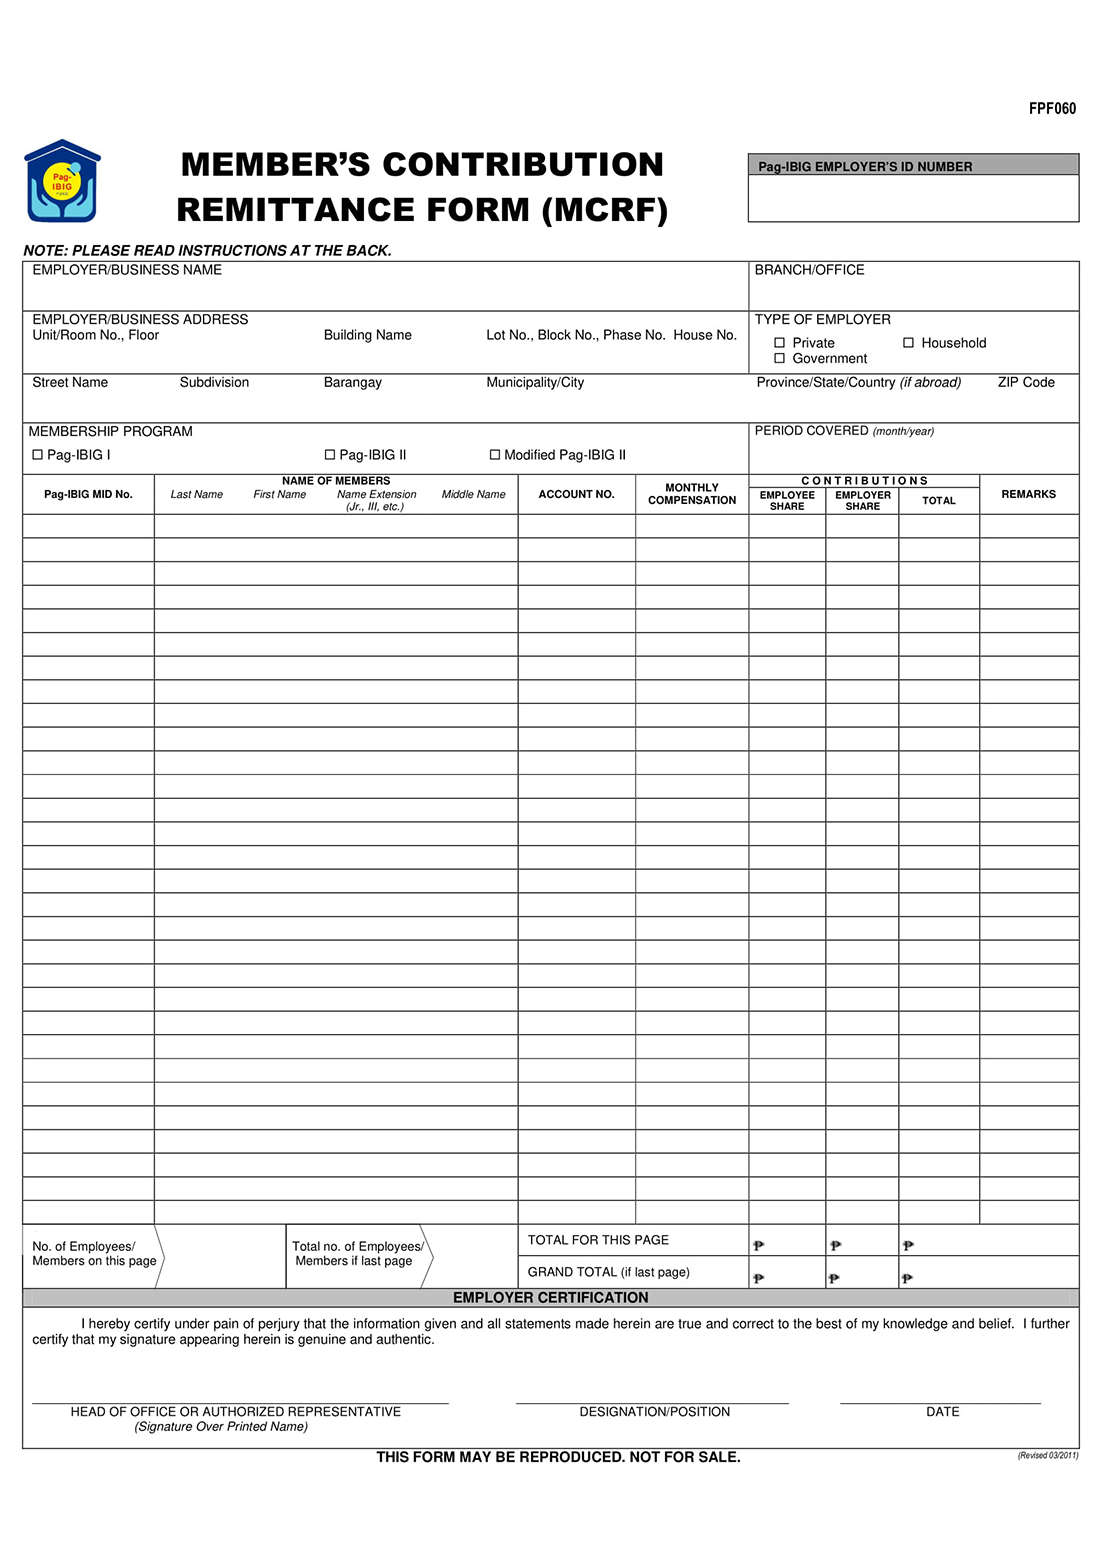 FPF060
Pag-IBIG
FUND
MEMBER’S CONTRIBUTION
REMITTANCE FORM (MCRF)
Pag-IBIG EMPLOYER’S ID NUMBER
NOTE: PLEASE READ INSTRUCTIONS AT THE BACK.
EMPLOYER/BUSINESS NAME
BRANCH/OFFICE
EMPLOYER/BUSINESS ADDRESS
Unit/Room No., Floor Building Name Lot No., Block No., Phase No. House No.
TYPE OF EMPLOYER
☐ Private ☐ Household
☐ Government
Street Name Subdivision Barangay Municipality/City Province/State/Country (if abroad) ZIP Code
MEMBERSHIP PROGRAM
☐ Pag-IBIG I ☐ Pag-IBIG II ☐ Modified Pag-IBIG II
PERIOD COVERED (month/year)
Pag-IBIG MID No.
NAME OF MEMBERS
Last Name First Name Name Extension Middle Name
(Jr., III, etc.)
ACCOUNT NO.
MONTHLY
COMPENSATION
CONTRIBUTIONS
EMPLOYEE
SHARE
EMPLOYER
SHARE
TOTAL
REMARKS
No. of Employees/
Members on this page
Total no. of Employees/
Members if last page
TOTAL FOR THIS PAGE ₱ ₱ ₱
GRAND TOTAL (if last page) ₱ ₱ ₱
EMPLOYER CERTIFICATION
I hereby certify under pain of perjury that the information given and all statements made herein are true and correct to the best of my knowledge and belief. I further
certify that my signature appearing herein is genuine and authentic.
HEAD OF OFFICE OR AUTHORIZED REPRESENTATIVE
(Signature Over Printed Name)
DESIGNATION/POSITION
DATE
THIS FORM MAY BE REPRODUCED. NOT FOR SALE.
(Revised 03/2011)